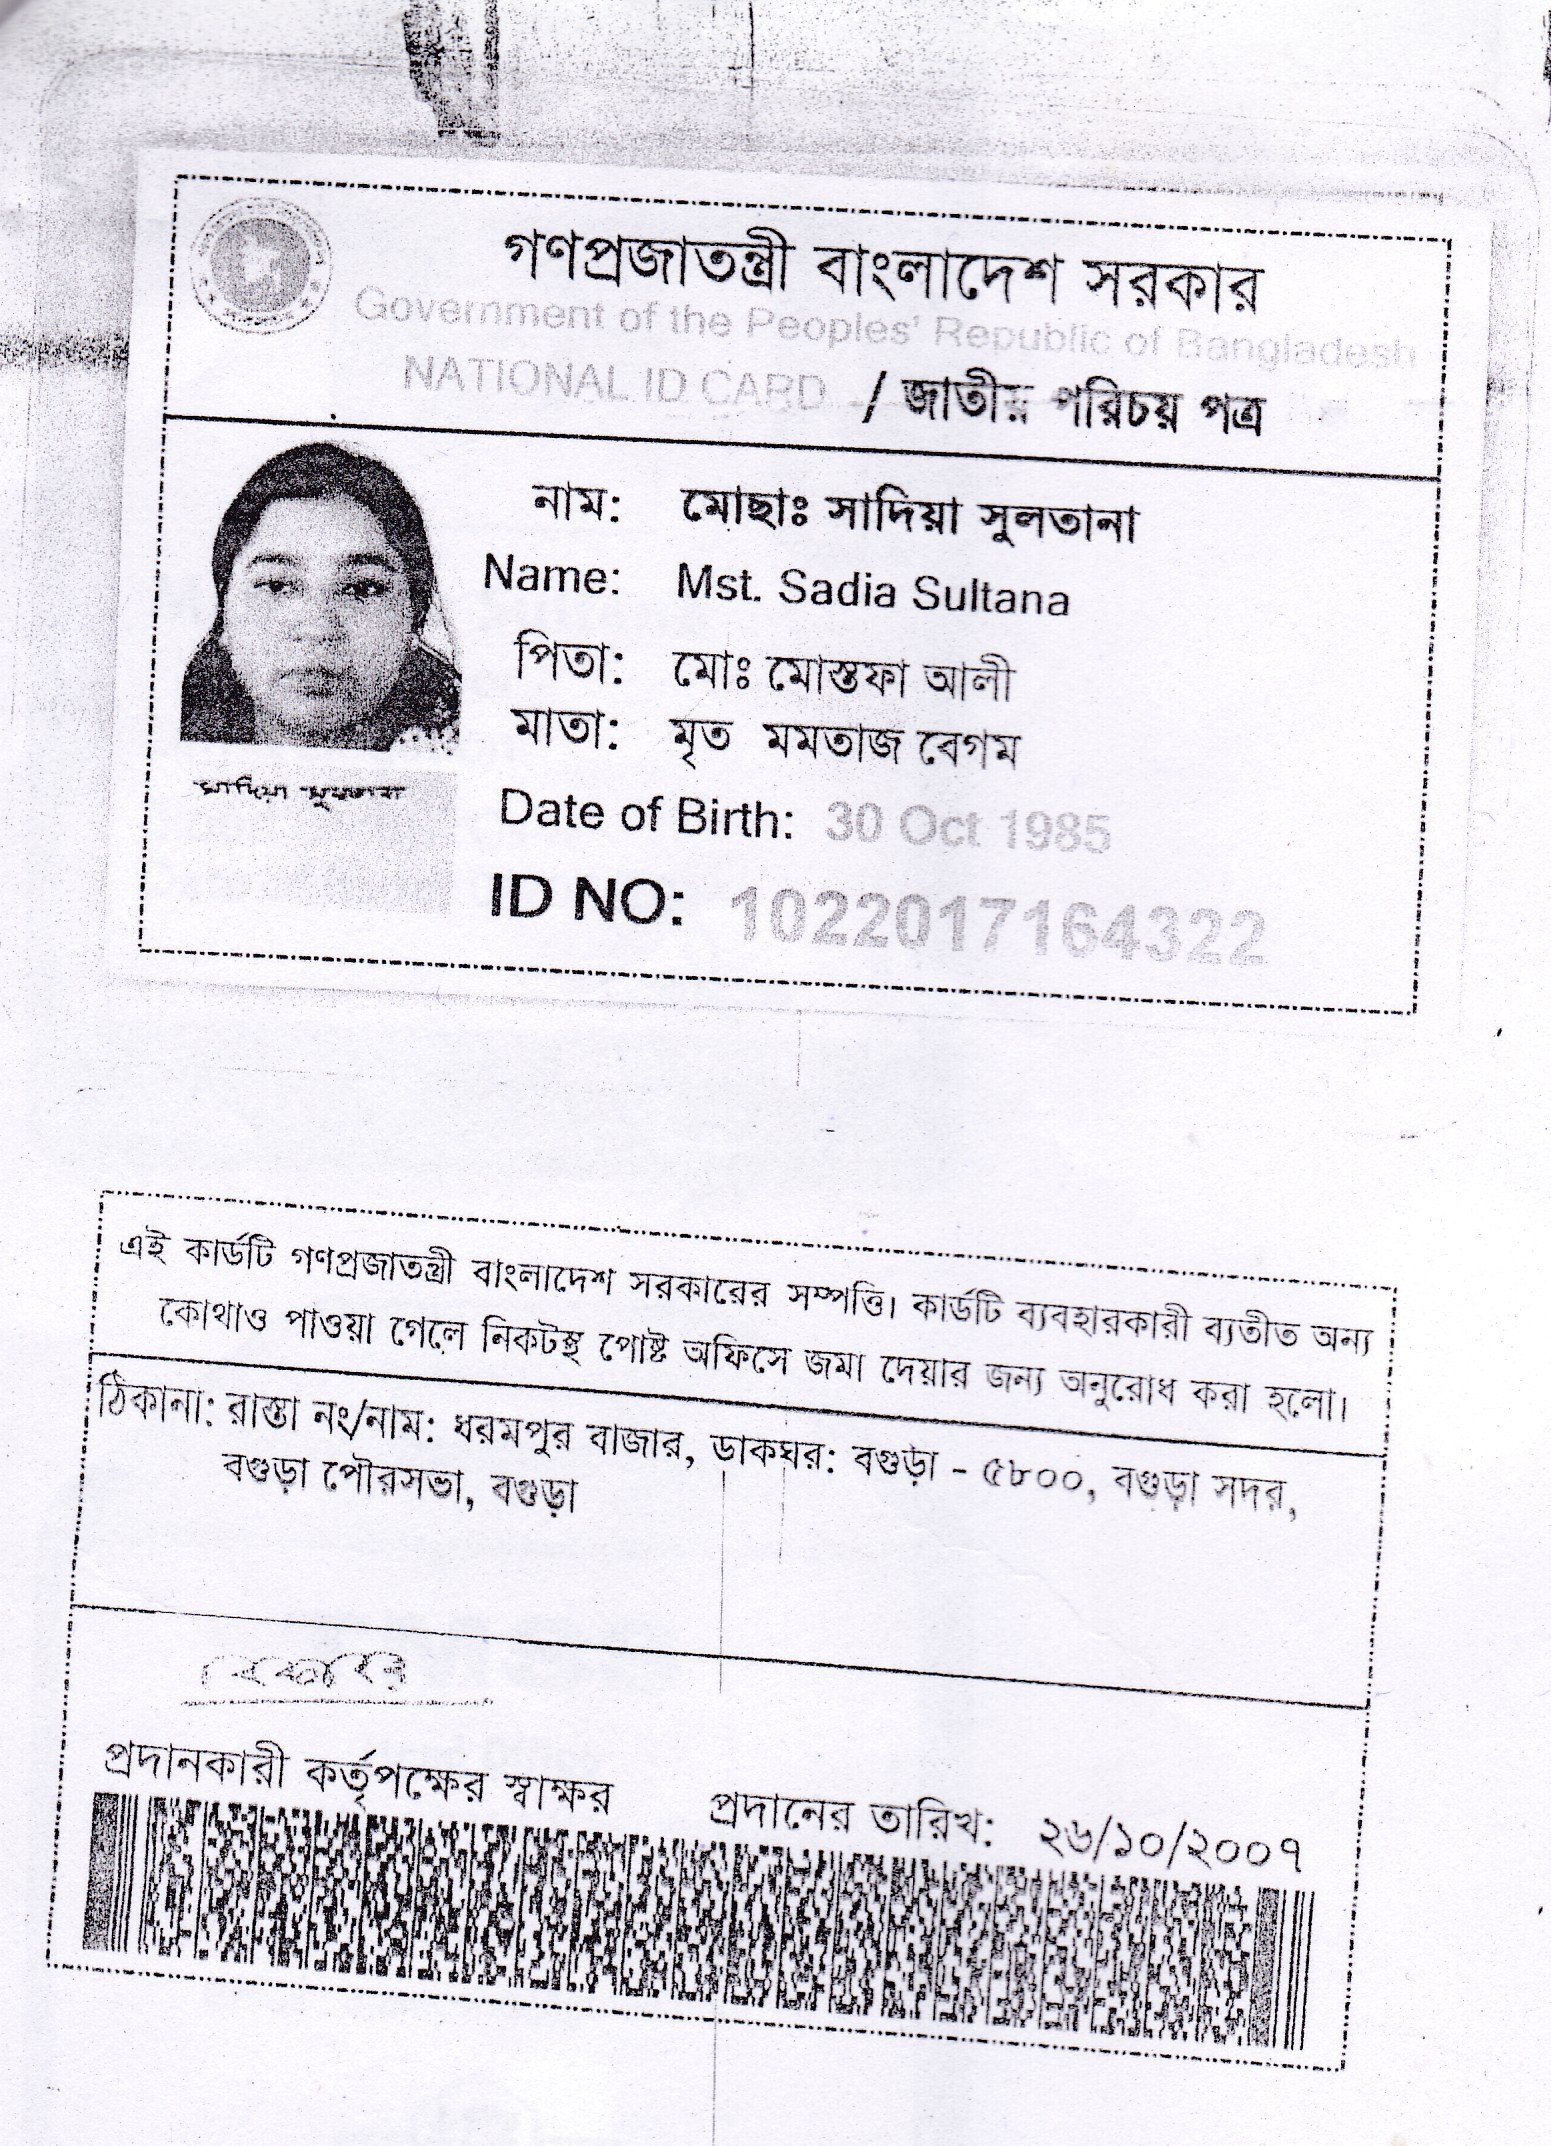 গণপ্রজাতন্ত্রী বাংলাদেশ সরকার
Government of the Peoples' Republic of Bangladesh
NATIONAL ID CARD / জাতীয় পরিচয় পত্র
নাম: মোছাঃ সাদিয়া সুলতানা
Name: Mst. Sadia Sultana
পিতা: মোঃ মোস্তফা আলী
মাতা: মৃত মমতাজ বেগম
সাদিয়া সুলতানা
Date of Birth: 30 Oct 1985
ID NO: 1022017164322
এই কার্ডটি গণপ্রজাতন্ত্রী বাংলাদেশ সরকারের সম্পত্তি। কার্ডটি ব্যবহারকারী ব্যতীত অন্য
কোথাও পাওয়া গেলে নিকটস্থ পোষ্ট অফিসে জমা দেয়ার জন্য অনুরোধ করা হলো।
ঠিকানা: রাস্তা নং/নাম: ধরমপুর বাজার, ডাকঘর: বগুড়া - ৫৮০০, বগুড়া সদর,
বগুড়া পৌরসভা, বগুড়া
প্রদানকারী কর্তৃপক্ষের স্বাক্ষর প্রদানের তারিখ: ২৬/১০/২০০৭